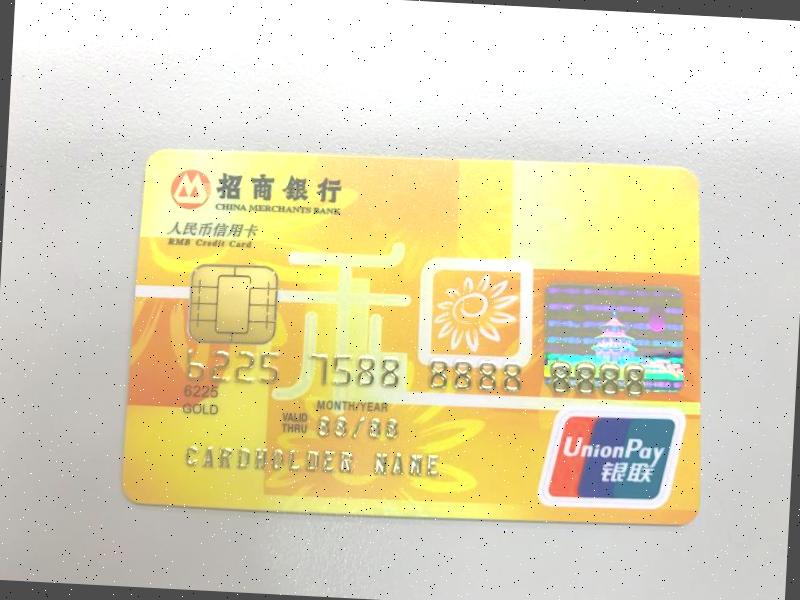 招商银行
CHINA MERCHANTS BANK
人民币信用卡
RMB Credit Card
6225 7588 8888 8888
6225
GOLD
MONTH/YEAR
VALID THRU 88/88
CARDHOLDER NAME
UnionPay
银联